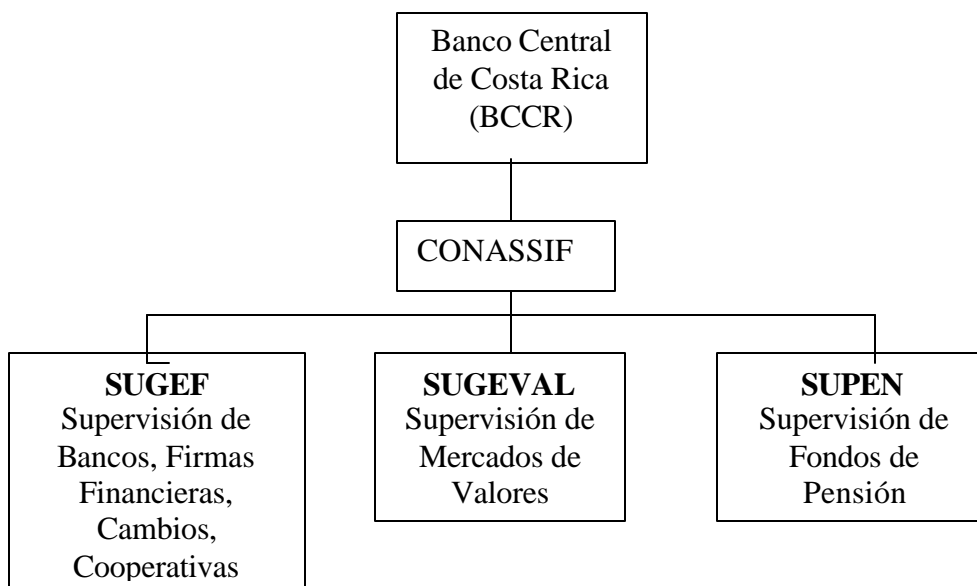 Banco Central
de Costa Rica
(BCCR)
CONASSIF
SUGEF
Supervisión de
Bancos, Firmas
Financieras,
Cambios,
Cooperativas
SUGEVAL
Supervisión de
Mercados de
Valores
SUPEN
Supervisión de
Fondos de
Pensión